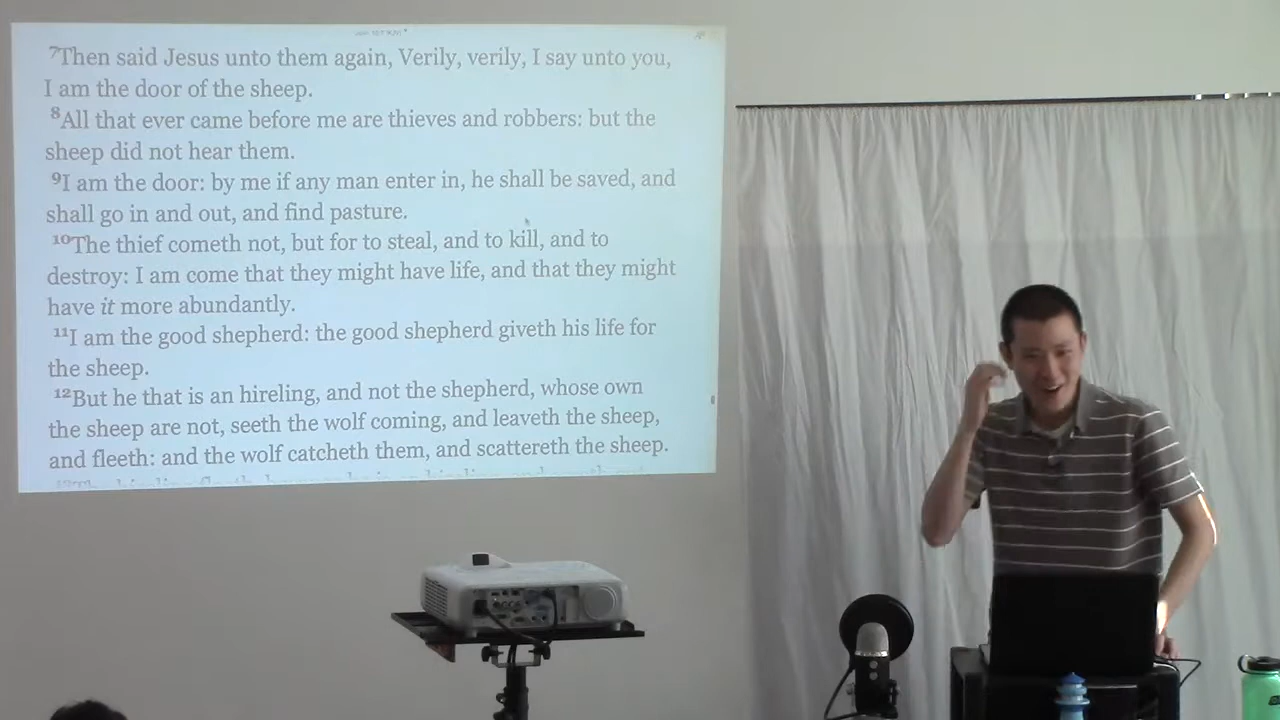 7Then said Jesus unto them again, Verily, verily, I say unto you,
I am the door of the sheep.
8All that ever came before me are thieves and robbers: but the
sheep did not hear them.
9I am the door: by me if any man enter in, he shall be saved, and
shall go in and out, and find pasture.
10The thief cometh not, but for to steal, and to kill, and to
destroy: I am come that they might have life, and that they might
have it more abundantly.
11I am the good shepherd: the good shepherd giveth his life for
the sheep.
12But he that is an hireling, and not the shepherd, whose own
the sheep are not, seeth the wolf coming, and leaveth the sheep,
and fleeth: and the wolf catcheth them, and scattereth the sheep.